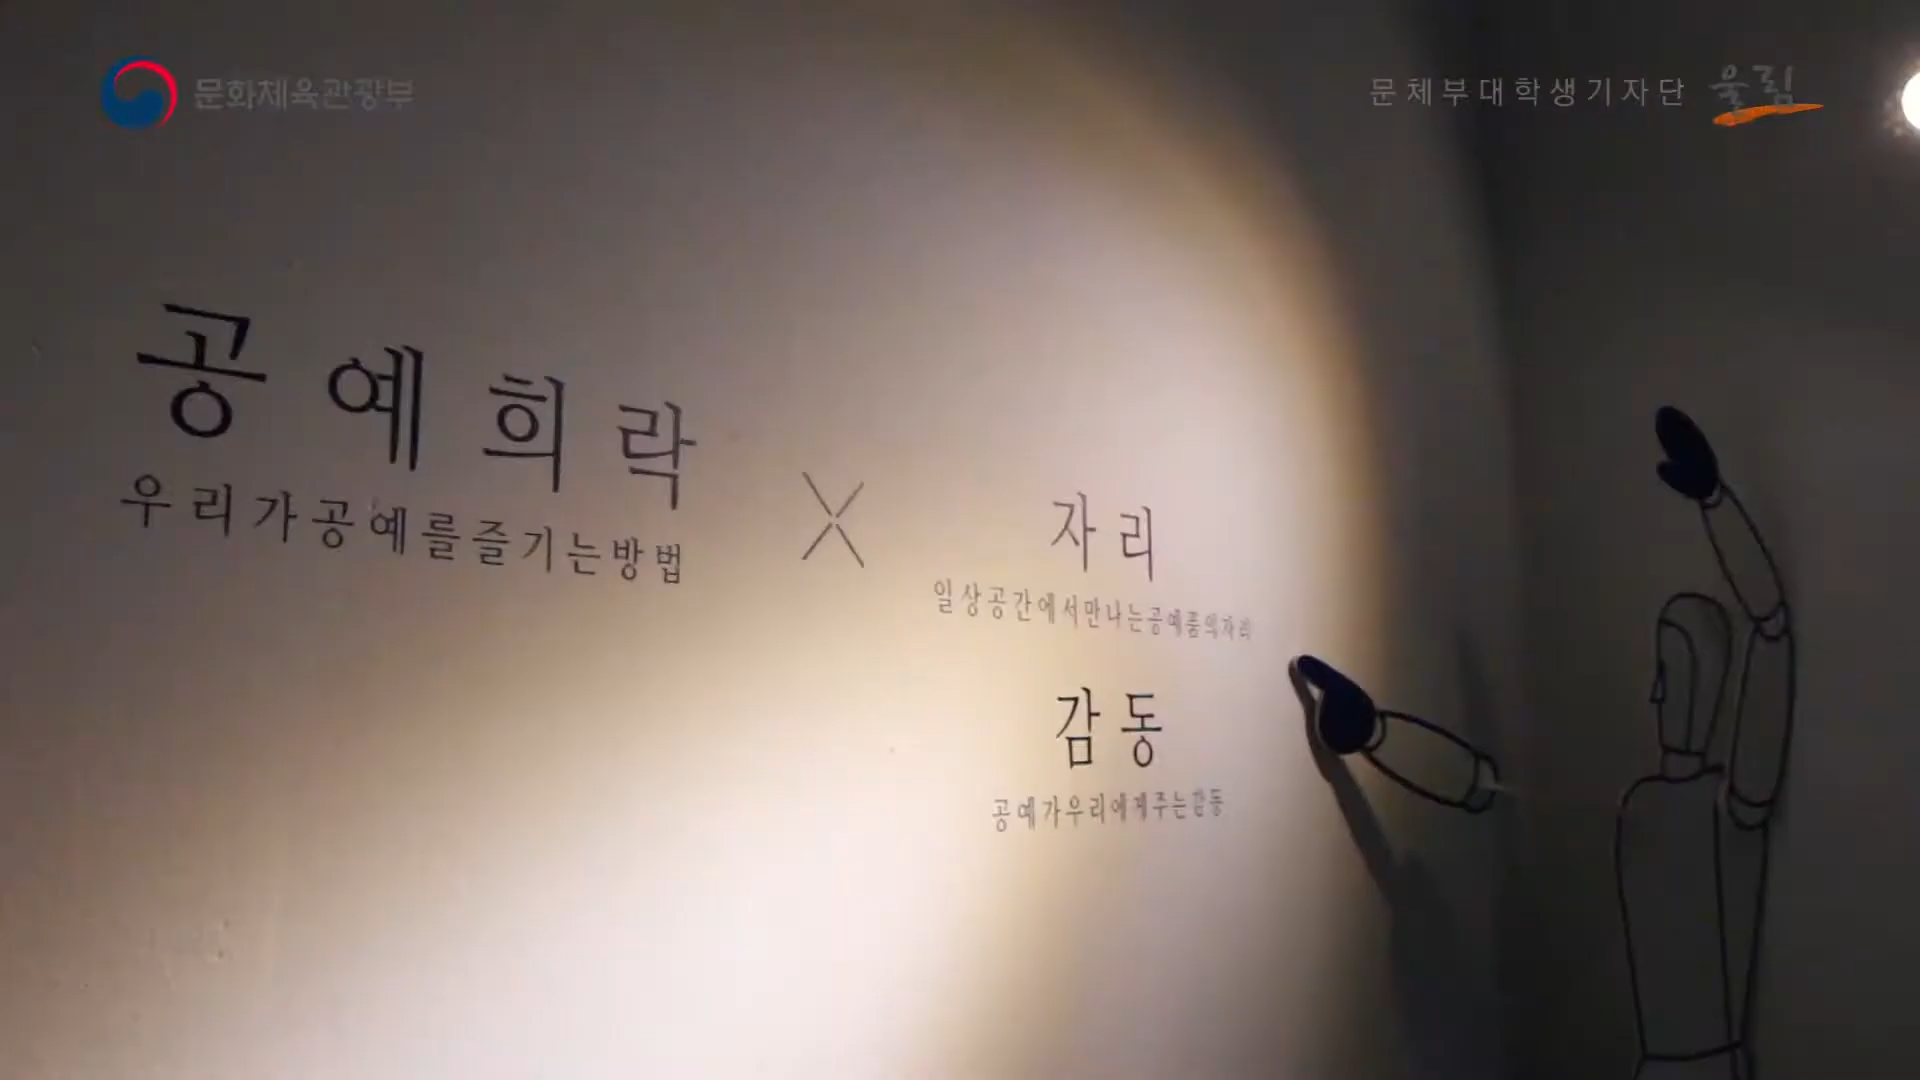 문화체육관광부
문체부대학생기자단 울림
공예희락
우리가공예를즐기는방법
자리
일상공간에서만나는공예품의자리
감동
공예가우리에게주는감동